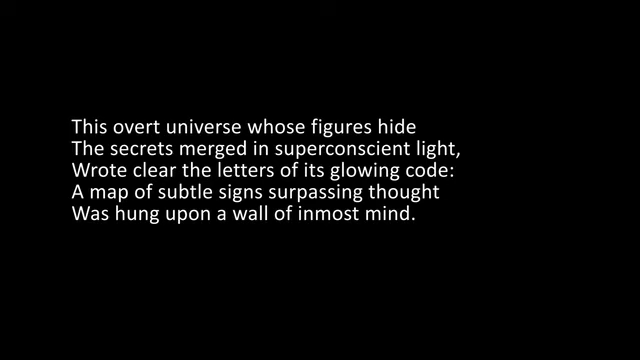 This overt universe whose figures hide
The secrets merged in superconscient light,
Wrote clear the letters of its glowing code:
A map of subtle signs surpassing thought
Was hung upon a wall of inmost mind.